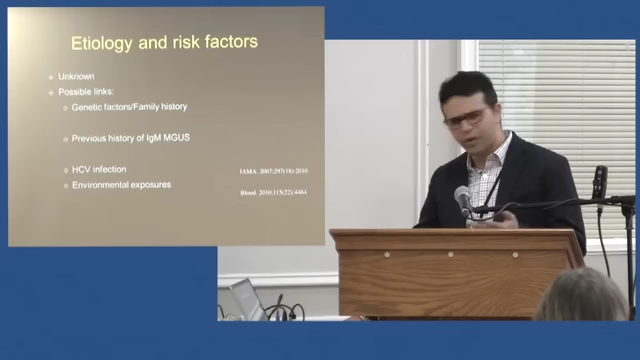 Etiology and risk factors
Unknown
Possible links:
Genetic factors/Family history
Previous history of IgM MGUS
HCV infection
JAMA. 2007;297(18):2010
Environmental exposures
Blood. 2010;115(22):4464